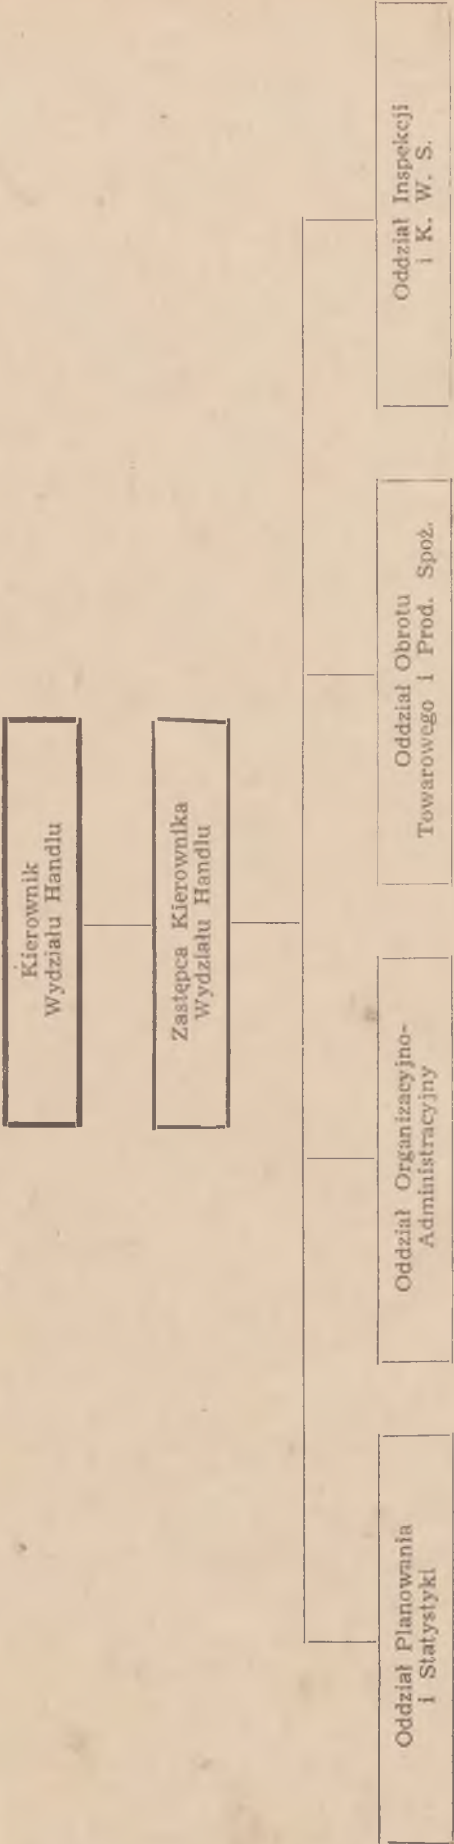 Kierownik
Wydziału Handlu
Zastępca Kierownika
Wydziału Handlu
Oddział Planowania
i Statystyki
Oddział Organizacyjno-
Administracyjny
Oddział Obrotu
Towarowego i Prod. Spoż.
Oddział Inspekcji
i K. W. S.